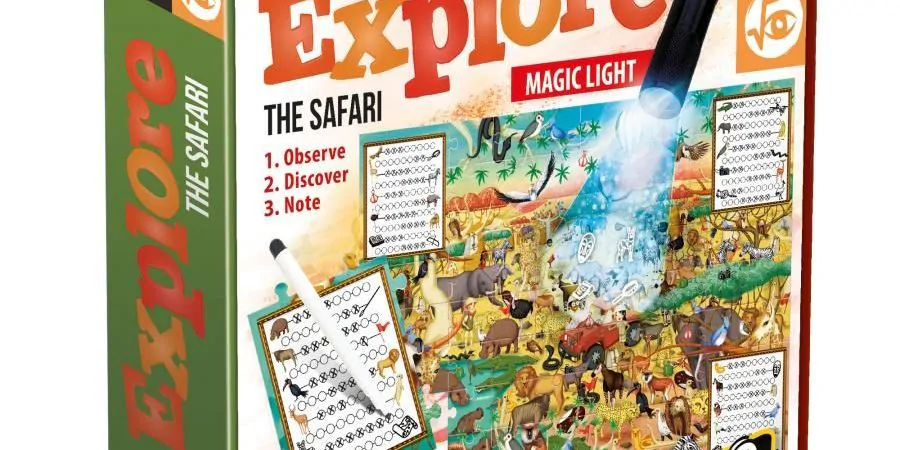 Explore
MAGIC LIGHT
THE SAFARI
1. Observe
2. Discover
3. Note
Explore
THE SAFARI